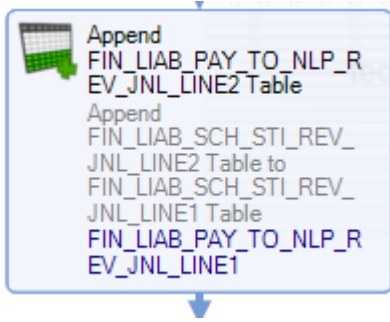 Append
FIN_LIAB_PAY_TO_NLP_R
EV_JNL_LINE2 Table
Append
FIN_LIAB_SCH_STI_REV_
JNL_LINE2 Table to
FIN_LIAB_SCH_STI_REV_
JNL_LINE1 Table
FIN_LIAB_PAY_TO_NLP_R
EV_JNL_LINE1